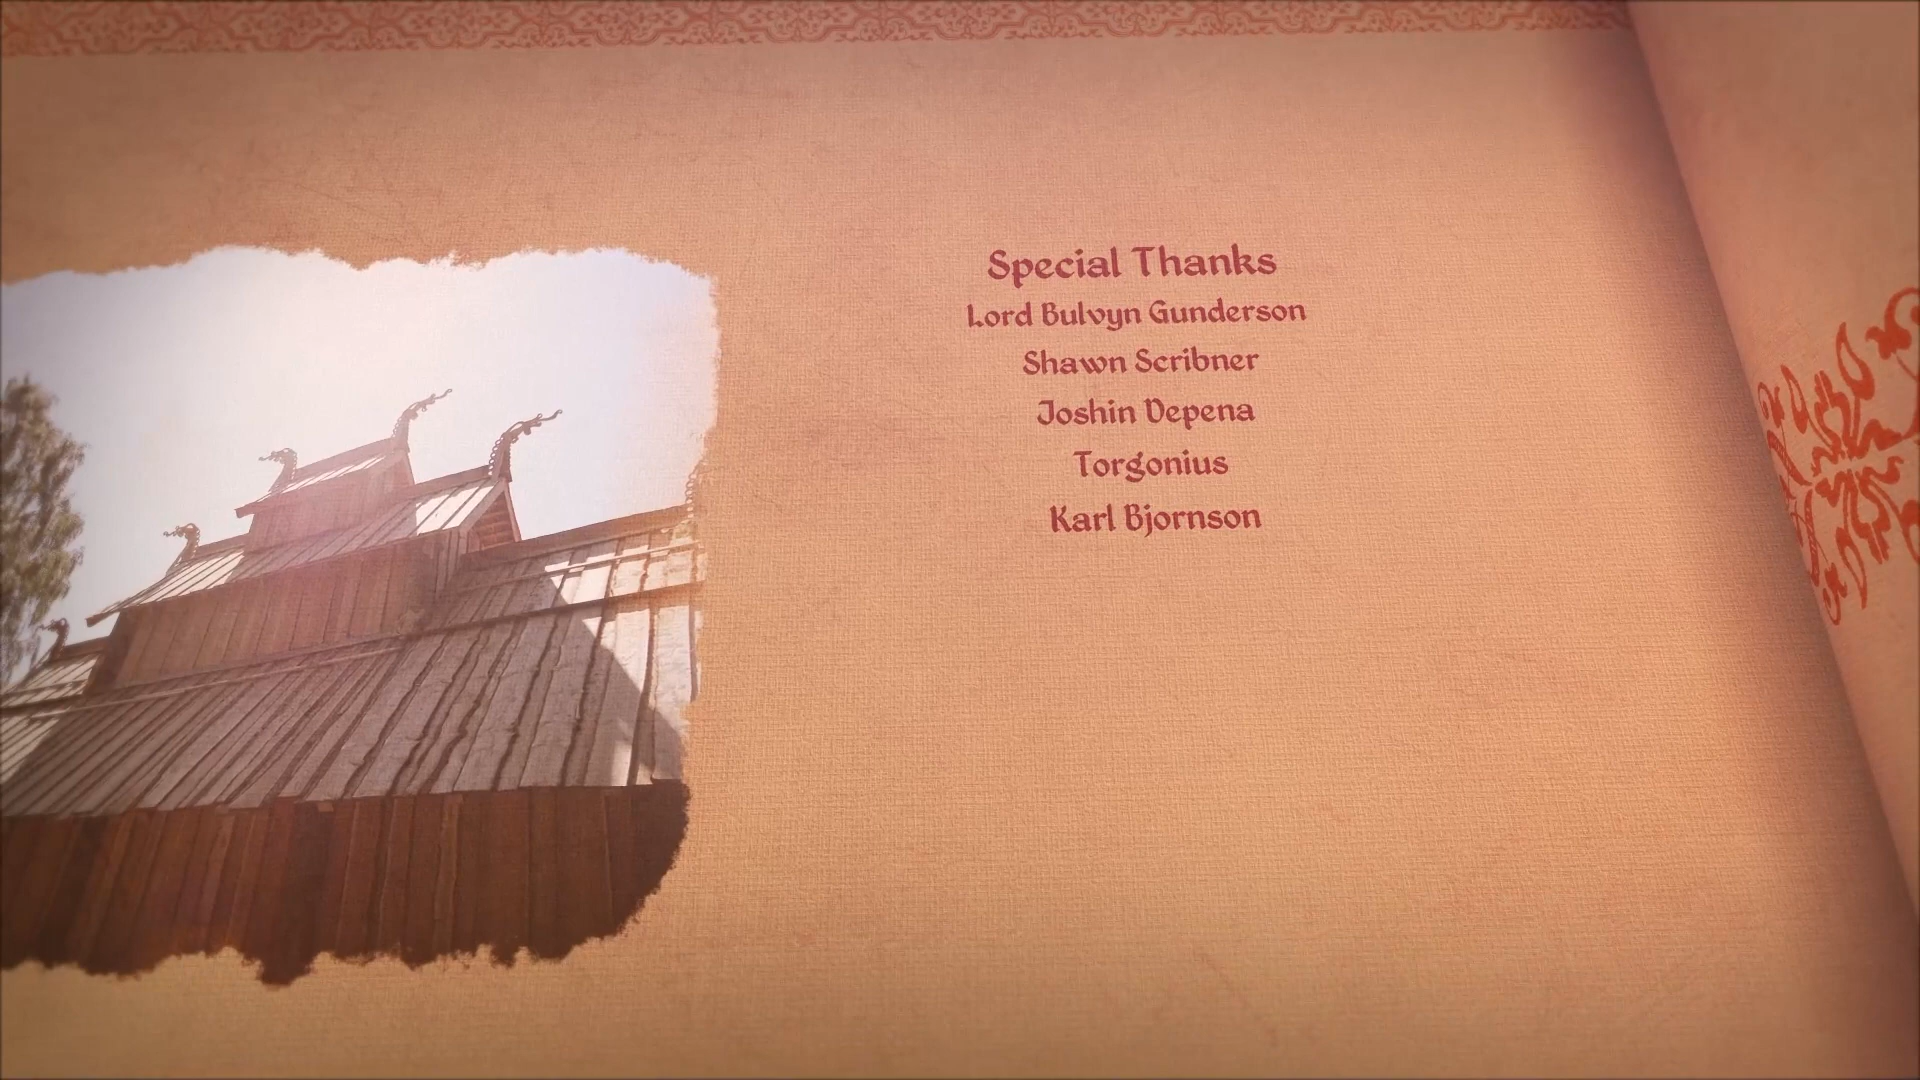 Special Thanks
Lord Bulvyn Gunderson
Shawn Scribner
Joshin Depena
Torgonius
Karl Bjornson